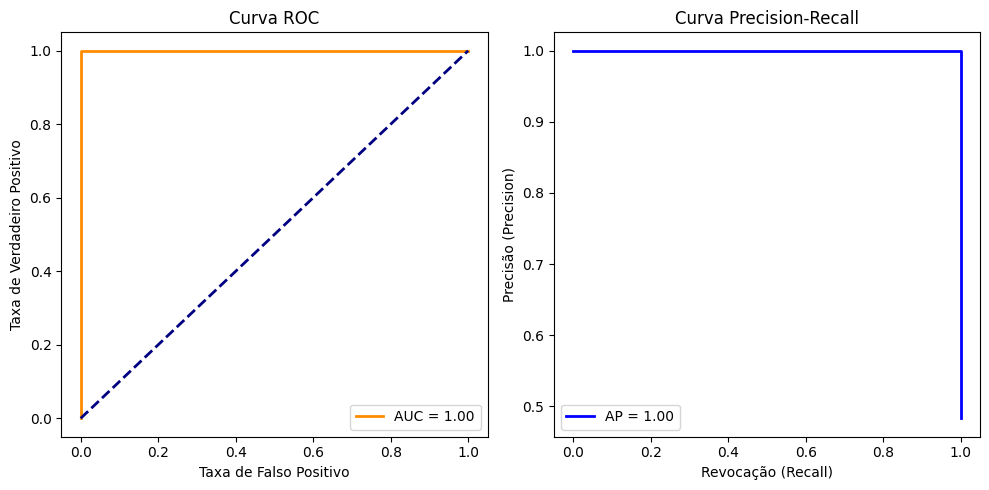 Curva ROC
Taxa de Verdadeiro Positivo
1.0
0.8
0.6
0.4
0.2
0.0
0.0 0.2 0.4 0.6 0.8 1.0
Taxa de Falso Positivo
AUC = 1.00
Curva Precision-Recall
Precisão (Precision)
1.0
0.9
0.8
0.7
0.6
0.5
0.0 0.2 0.4 0.6 0.8 1.0
Revocação (Recall)
AP = 1.00